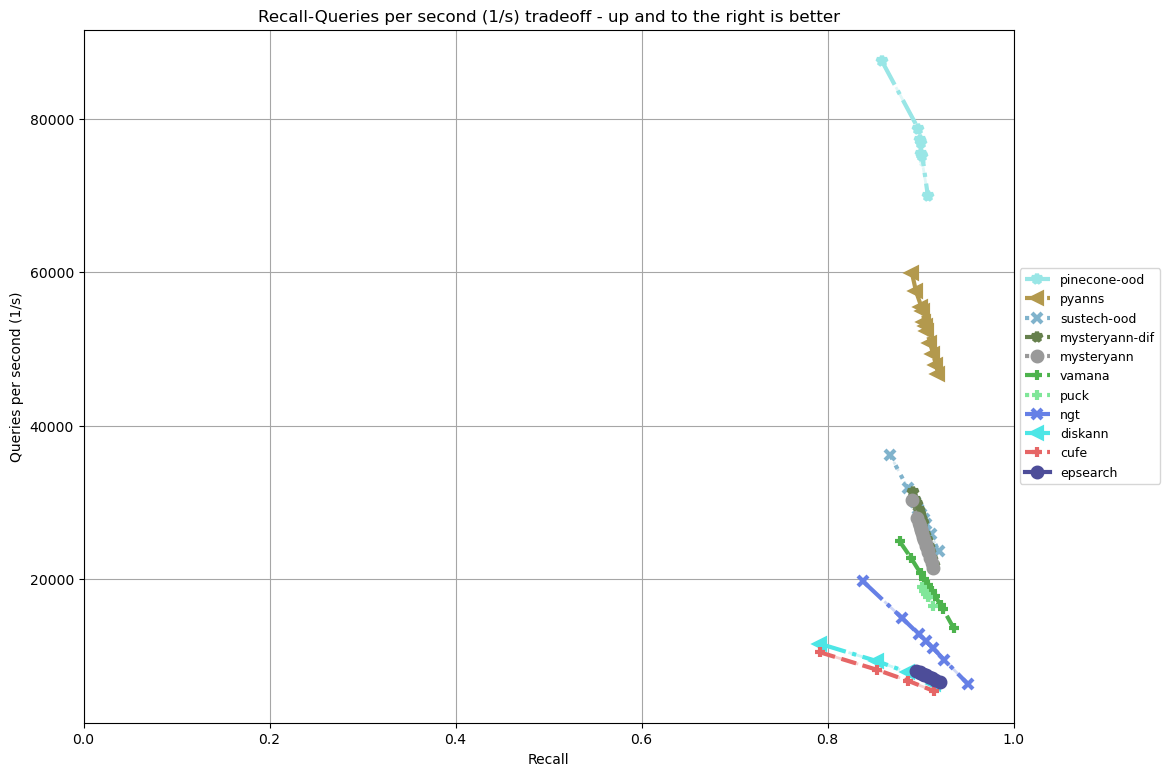 Recall-Queries per second (1/s) tradeoff - up and to the right is better
Queries per second (1/s)
80000
60000
40000
20000
0.0
0.2
0.4
0.6
0.8
1.0
Recall
pinecone-ood
pyanns
sustech-ood
mysteryann-dif
mysteryann
vamana
puck
ngt
diskann
cufe
epsearch